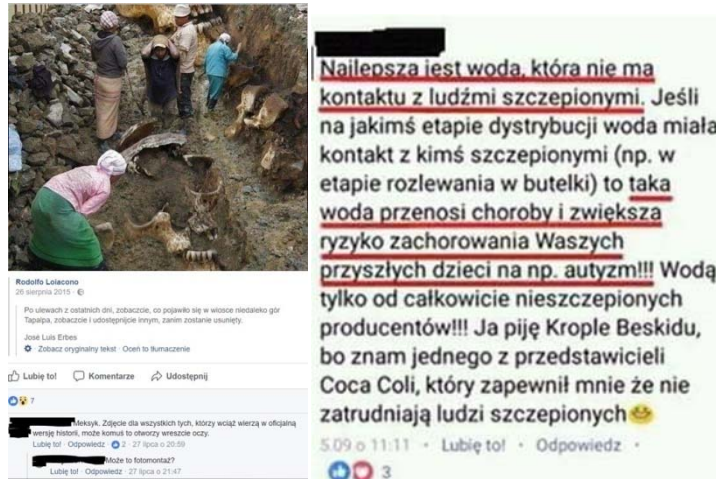 Rodolfo Loiacono
26 sierpnia 2015 ·
Po ulewach z ostatnich dni, zobaczcie, co pojawiło się w wiosce niedaleko gór
Tapalpa, zobaczcie i udostępnijcie innym, zanim zostanie usunięty.
José Luis Erbes
Zobacz oryginalny tekst · Oceń to tłumaczenie
Lubię to! Komentarze Udostępnij
7
Meksyk. Zdjęcie dla wszystkich tych, którzy wciąż wierzą w oficjalną
wersję historii, może komuś to otworzy wreszcie oczy.
Lubię to! · Odpowiedz · 2 · 27 lipca o 20:59
Może to fotomontaż?
Lubię to! · Odpowiedz · 27 lipca o 21:47
Najlepsza jest woda, która nie ma
kontaktu z ludźmi szczepionymi. Jeśli
na jakimś etapie dystrybucji woda miała
kontakt z kimś szczepionymi (np. w
etapie rozlewania w butelki) to taka
woda przenosi choroby i zwiększa
ryzyko zachorowania Waszych
przyszłych dzieci na np. autyzm!!! Wodą
tylko od całkowicie nieszczepionych
producentów!!! Ja piję Krople Beskidu,
bo znam jednego z przedstawicieli
Coca Coli, który zapewnił mnie że nie
zatrudniają ludzi szczepionych
5.09 o 11:11 · Lubię to! · Odpowiedz ·
3